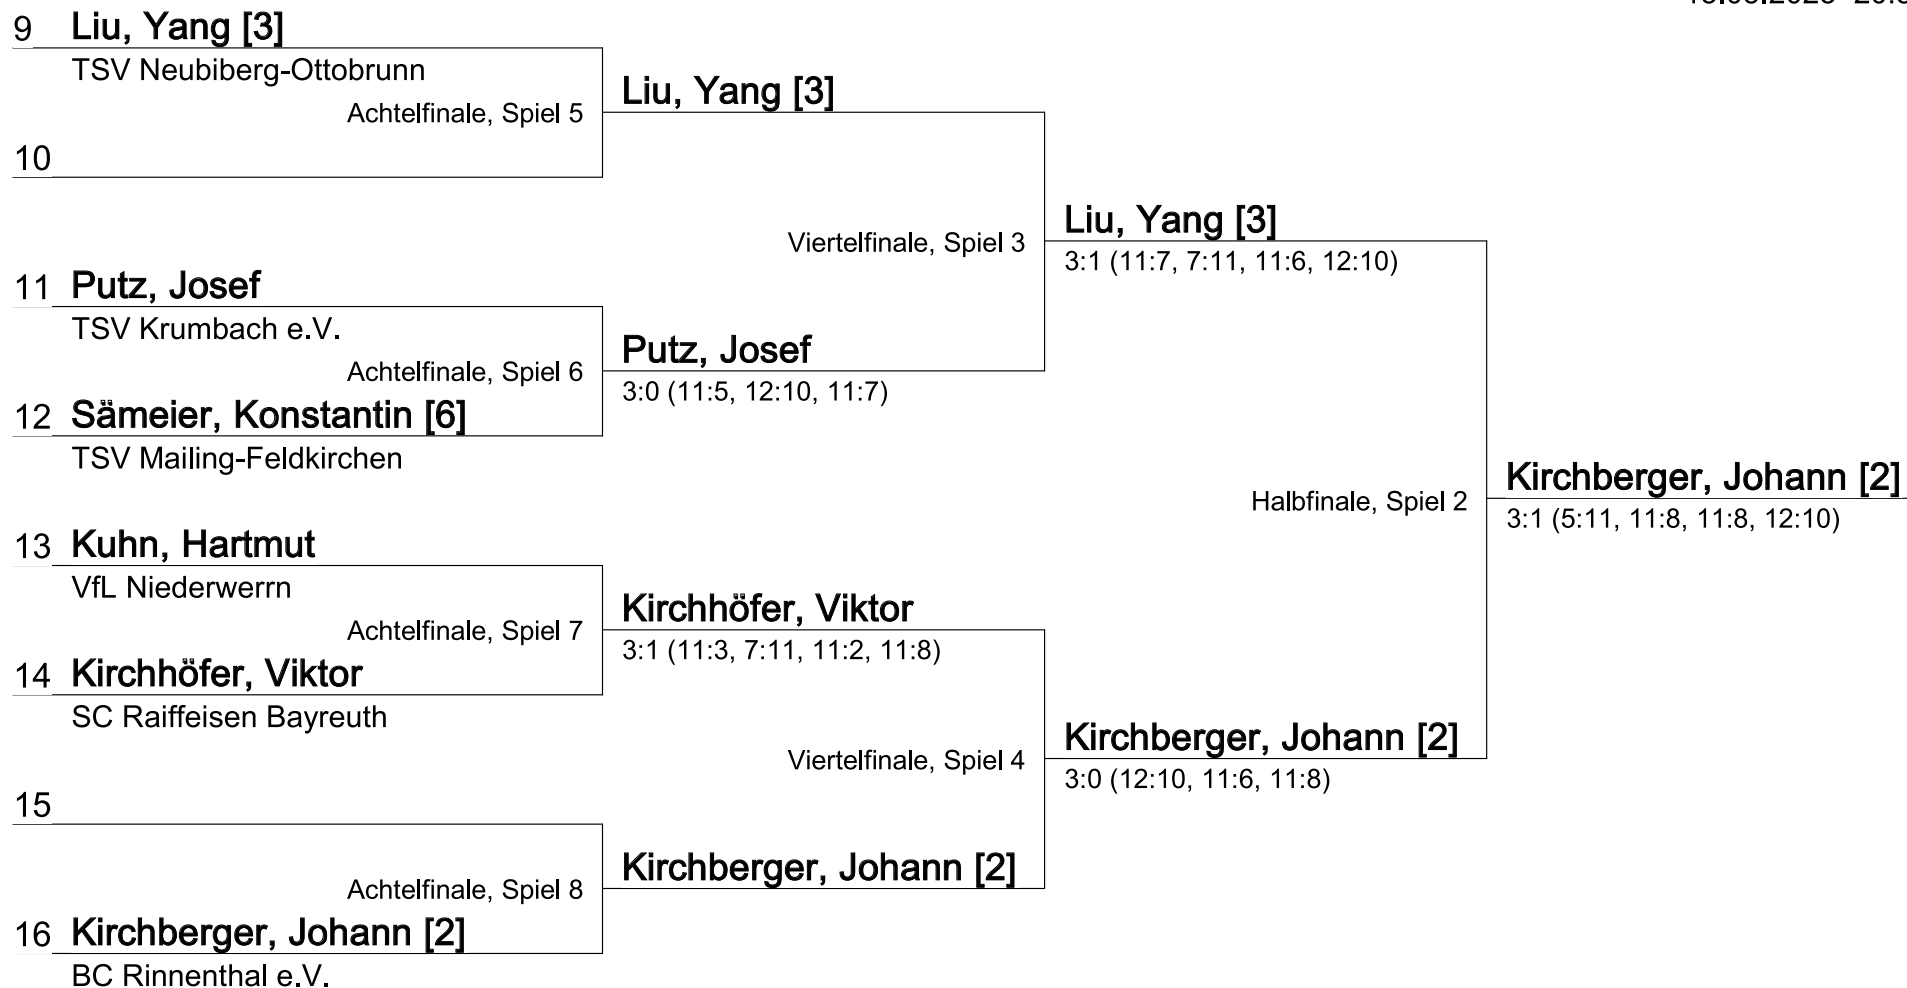 9 Liu, Yang [3]
TSV Neubiberg-Ottobrunn
Achtelfinale, Spiel 5
10
Liu, Yang [3]
Viertelfinale, Spiel 3
11 Putz, Josef
TSV Krumbach e.V.
Achtelfinale, Spiel 6
12 Sämeier, Konstantin [6]
TSV Mailing-Feldkirchen
Putz, Josef
3:0 (11:5, 12:10, 11:7)
Liu, Yang [3]
3:1 (11:7, 7:11, 11:6, 12:10)
Halbfinale, Spiel 2
13 Kuhn, Hartmut
VfL Niederwerrn
Achtelfinale, Spiel 7
14 Kirchhöfer, Viktor
SC Raiffeisen Bayreuth
Kirchhöfer, Viktor
3:1 (11:3, 7:11, 11:2, 11:8)
Viertelfinale, Spiel 4
15
Achtelfinale, Spiel 8
16 Kirchberger, Johann [2]
BC Rinnenthal e.V.
Kirchberger, Johann [2]
Kirchberger, Johann [2]
3:0 (12:10, 11:6, 11:8)
Kirchberger, Johann [2]
3:1 (5:11, 11:8, 11:8, 12:10)